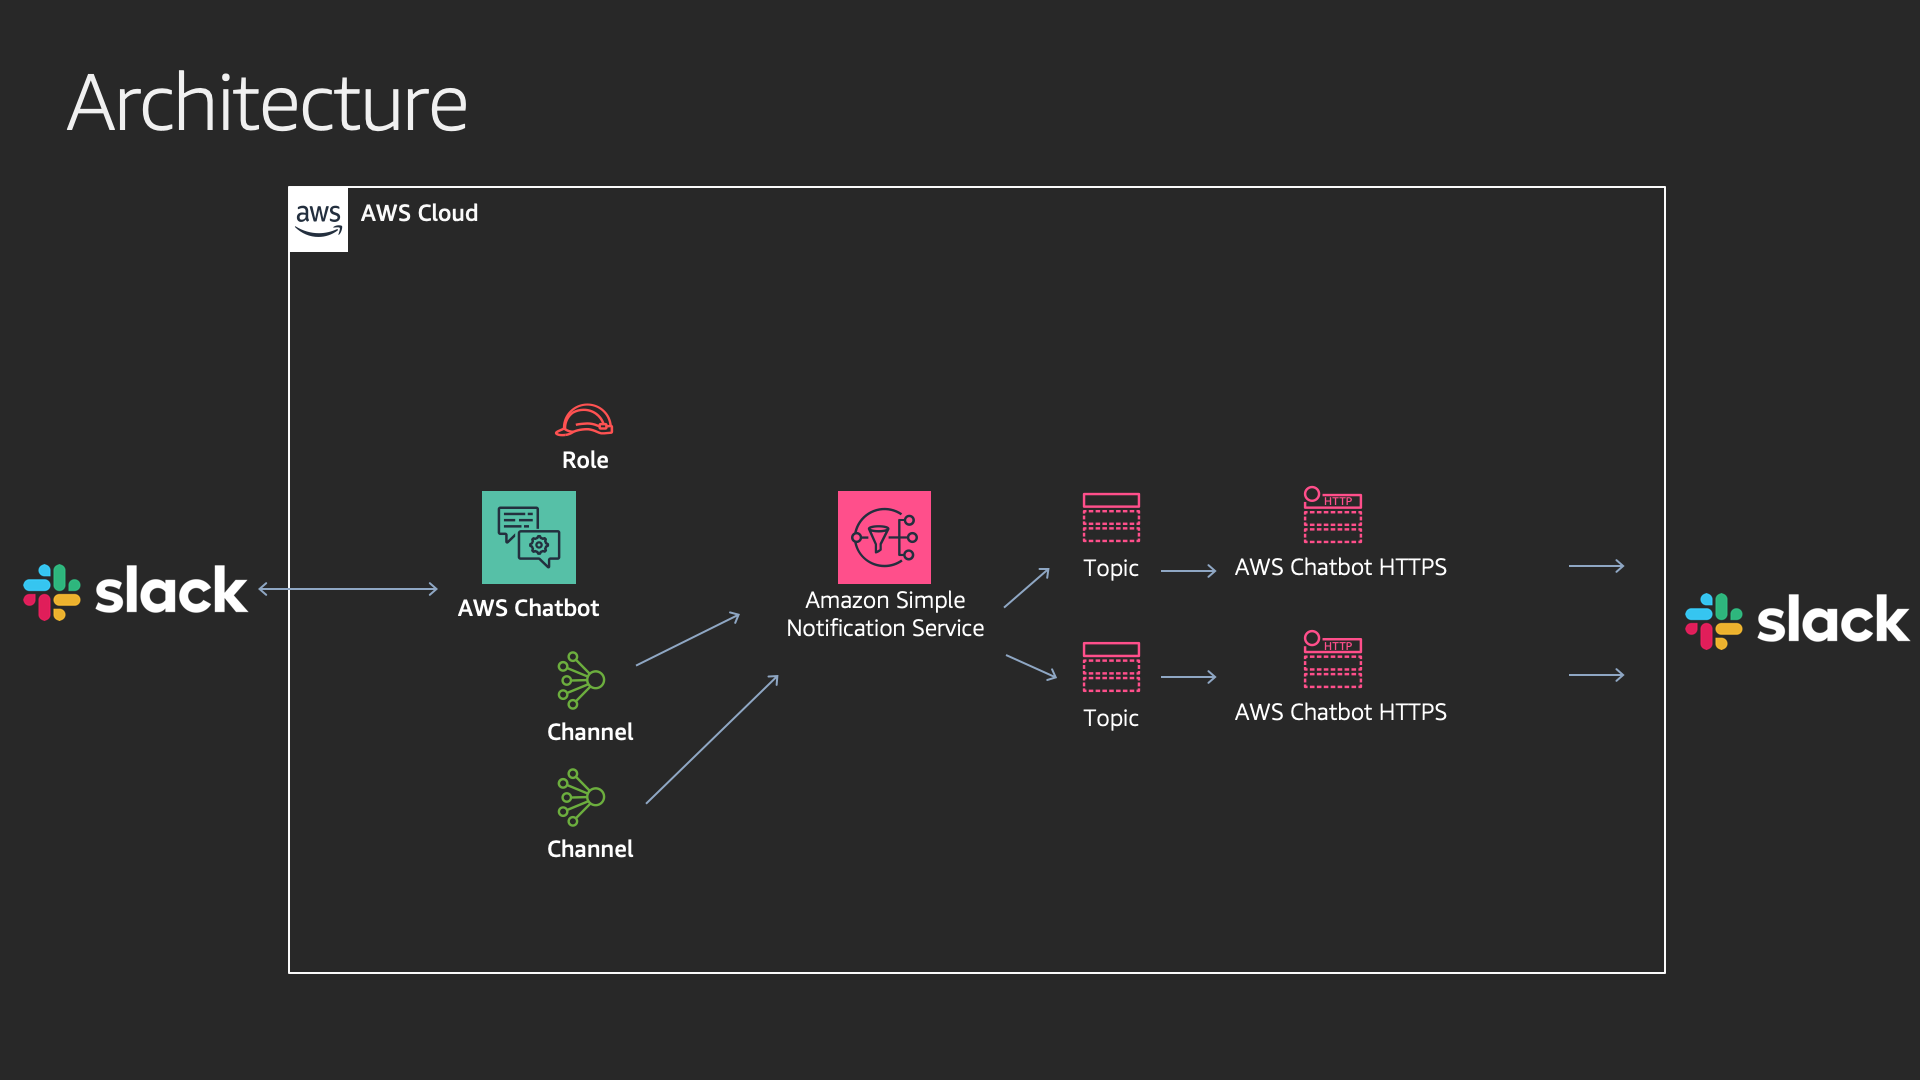 Architecture
aws
AWS Cloud
Role
AWS Chatbot
slack
Channel
Channel
Amazon Simple
Notification Service
Topic
HTTP
AWS Chatbot HTTPS
Topic
HTTP
AWS Chatbot HTTPS
slack